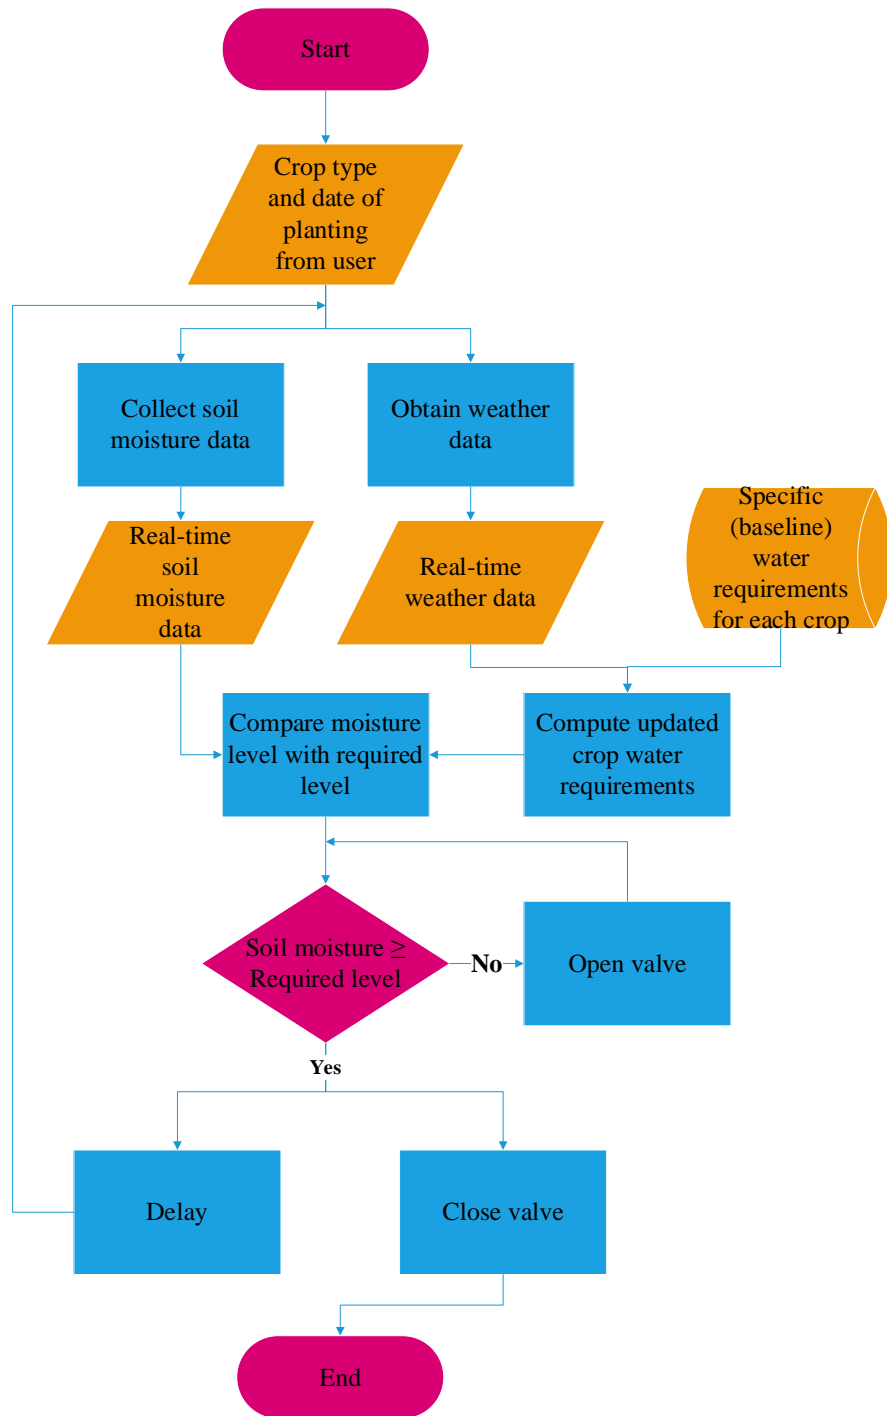 Start
Crop type
and date of
planting
from user
Collect soil
moisture data
Obtain weather
data
Real-time
soil
moisture
data
Real-time
weather data
Specific
(baseline)
water
requirements
for each crop
Compare moisture
level with required
level
Compute updated
crop water
requirements
Soil moisture ≥
Required level
No
Open valve
Yes
Delay
Close valve
End